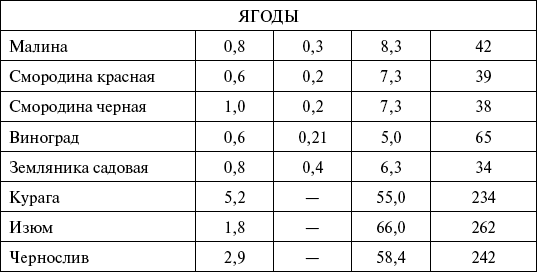 ЯГОДЫ
Малина 0,8 0,3 8,3 42
Смородина красная 0,6 0,2 7,3 39
Смородина черная 1,0 0,2 7,3 38
Виноград 0,6 0,21 5,0 65
Земляника садовая 0,8 0,4 6,3 34
Курага 5,2 — 55,0 234
Изюм 1,8 — 66,0 262
Чернослив 2,9 — 58,4 242